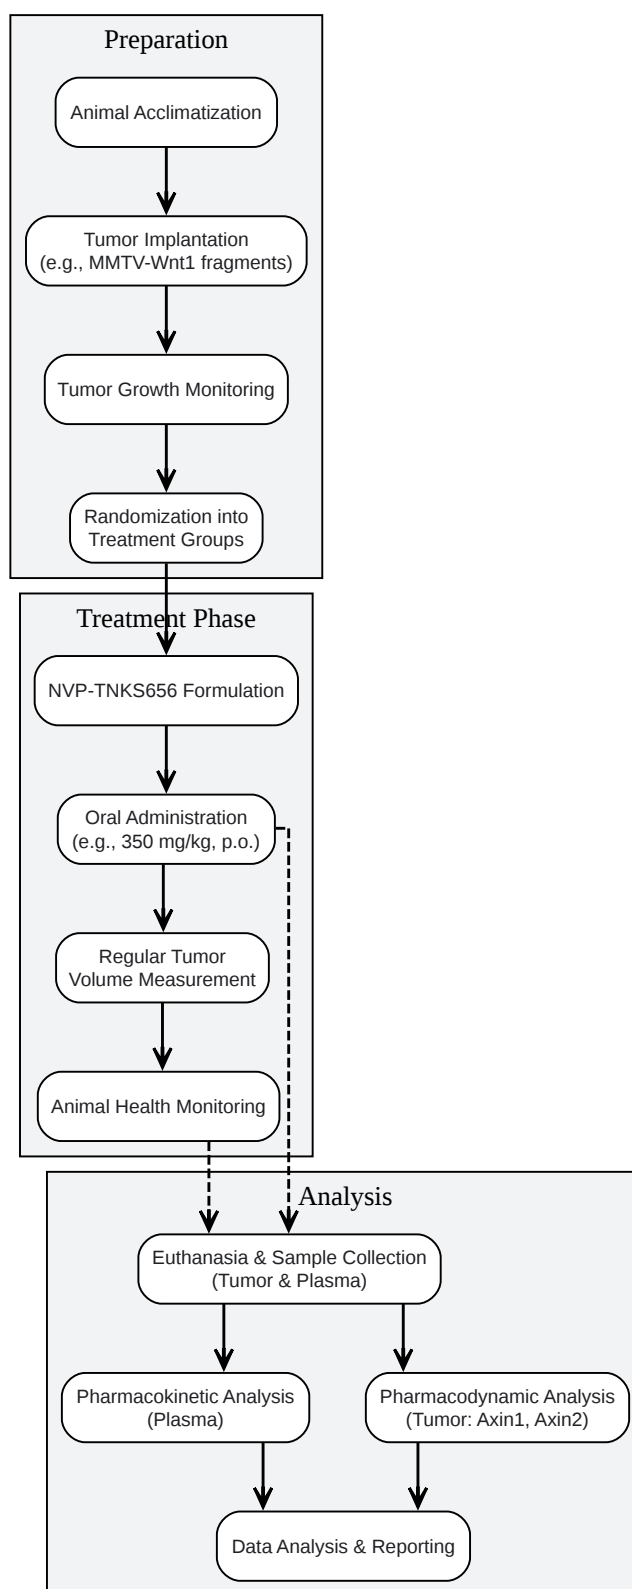 Preparation
Animal Acclimatization
Tumor Implantation
(e.g., MMTV-Wnt1 fragments)
Tumor Growth Monitoring
Randomization into
Treatment Groups
Treatment Phase
NVP-TNKS656 Formulation
Oral Administration
(e.g., 350 mg/kg, p.o.)
Regular Tumor
Volume Measurement
Animal Health Monitoring
Analysis
Euthanasia & Sample Collection
(Tumor & Plasma)
Pharmacokinetic Analysis
(Plasma)
Pharmacodynamic Analysis
(Tumor: Axin1, Axin2)
Data Analysis & Reporting